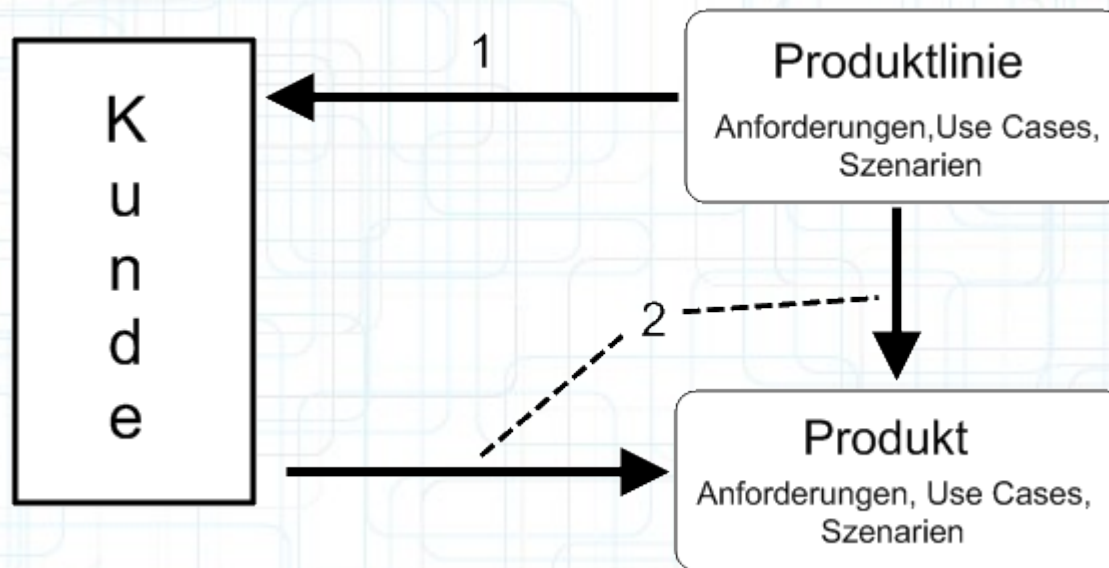 1
Produktlinie
Anforderungen,Use Cases,
Szenarien
K
u
n
d
e
2
Produkt
Anforderungen, Use Cases,
Szenarien